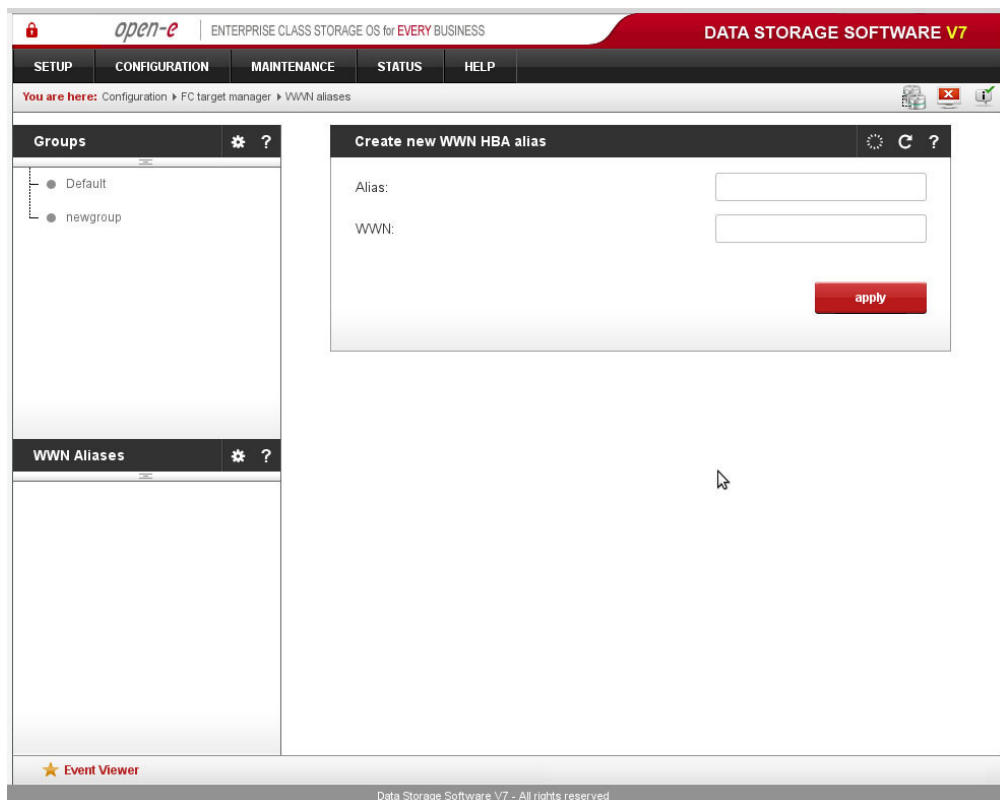 open-e ENTERPRISE CLASS STORAGE OS for EVERY BUSINESS DATA STORAGE SOFTWARE V7
SETUP CONFIGURATION MAINTENANCE STATUS HELP
You are here: Configuration FC target manager WWN aliases
Groups ?
Default
newgroup
WWN Aliases ?
Create new WWN HBA alias ?
Alias:
WWN:
apply
Event Viewer
Data Storage Software V7 - All rights reserved